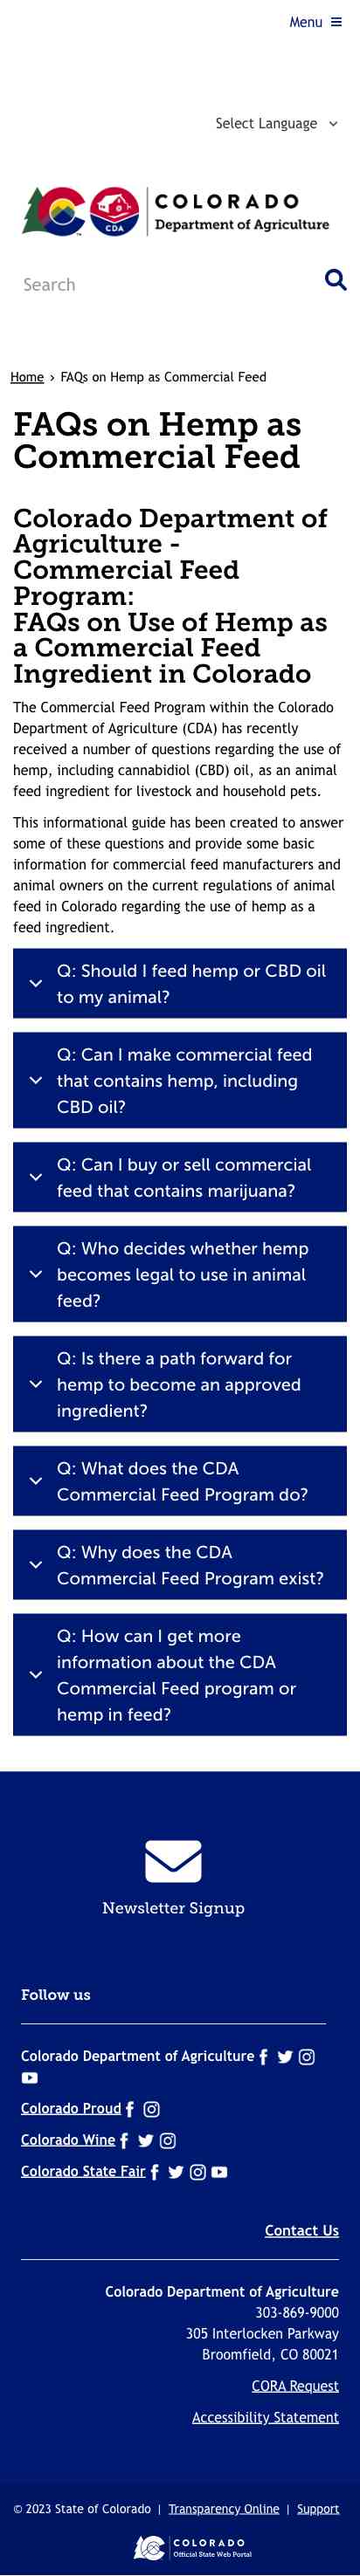 Menu
Select Language
CDA
COLORADO
Department of Agriculture
Search
Home › FAQs on Hemp as Commercial Feed
FAQs on Hemp as
Commercial Feed
Colorado Department of
Agriculture -
Commercial Feed
Program:
FAQs on Use of Hemp as
a Commercial Feed
Ingredient in Colorado
The Commercial Feed Program within the Colorado
Department of Agriculture (CDA) has recently
received a number of questions regarding the use of
hemp, including cannabidiol (CBD) oil, as an animal
feed ingredient for livestock and household pets.
This informational guide has been created to answer
some of these questions and provide some basic
information for commercial feed manufacturers and
animal owners on the current regulations of animal
feed in Colorado regarding the use of hemp as a
feed ingredient.
Q: Should I feed hemp or CBD oil
to my animal?
Q: Can I make commercial feed
that contains hemp, including
CBD oil?
Q: Can I buy or sell commercial
feed that contains marijuana?
Q: Who decides whether hemp
becomes legal to use in animal
feed?
Q: Is there a path forward for
hemp to become an approved
ingredient?
Q: What does the CDA
Commercial Feed Program do?
Q: Why does the CDA
Commercial Feed Program exist?
Q: How can I get more
information about the CDA
Commercial Feed program or
hemp in feed?
Newsletter Signup
Follow us
Colorado Department of Agriculture
Colorado Proud
Colorado Wine
Colorado State Fair
Contact Us
Colorado Department of Agriculture
303-869-9000
305 Interlocken Parkway
Broomfield, CO 80021
CORA Request
Accessibility Statement
© 2023 State of Colorado | Transparency Online | Support
COLORADO
Official State Web Portal